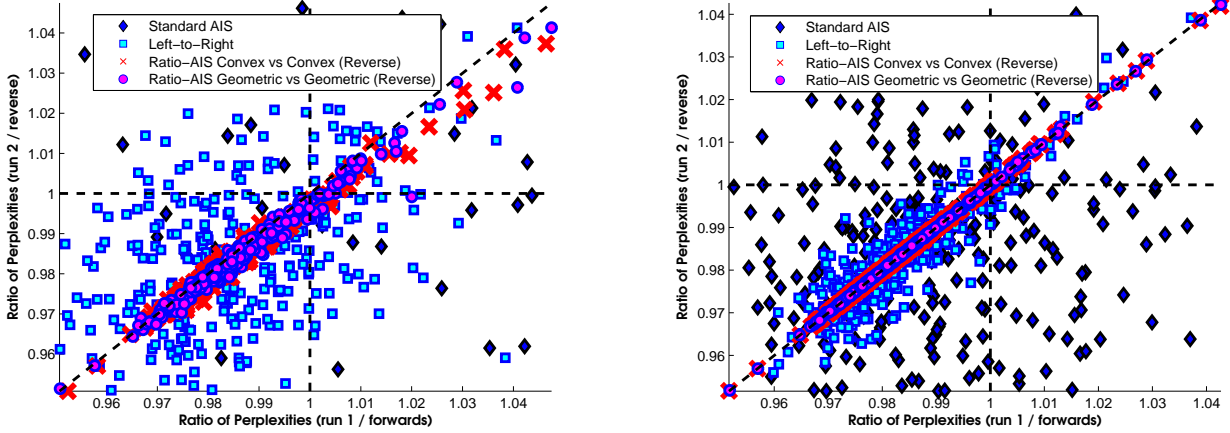 Standard AIS
Left−to−Right
Ratio−AIS Convex vs Convex (Reverse)
Ratio−AIS Geometric vs Geometric (Reverse)
1.04
1.03
1.02
1.01
1
0.99
0.98
0.97
0.96
Ratio of Perplexities (run 2 / reverse)
0.96 0.97 0.98 0.99 1 1.01 1.02 1.03 1.04
Ratio of Perplexities (run 1 / forwards)
Standard AIS
Left−to−Right
Ratio−AIS Convex vs Convex (Reverse)
Ratio−AIS Geometric vs Geometric (Reverse)
1.04
1.03
1.02
1.01
1
0.99
0.98
0.97
0.96
Ratio of Perplexities (run 2 / reverse)
0.96 0.97 0.98 0.99 1 1.01 1.02 1.03 1.04
Ratio of Perplexities (run 1 / forwards)